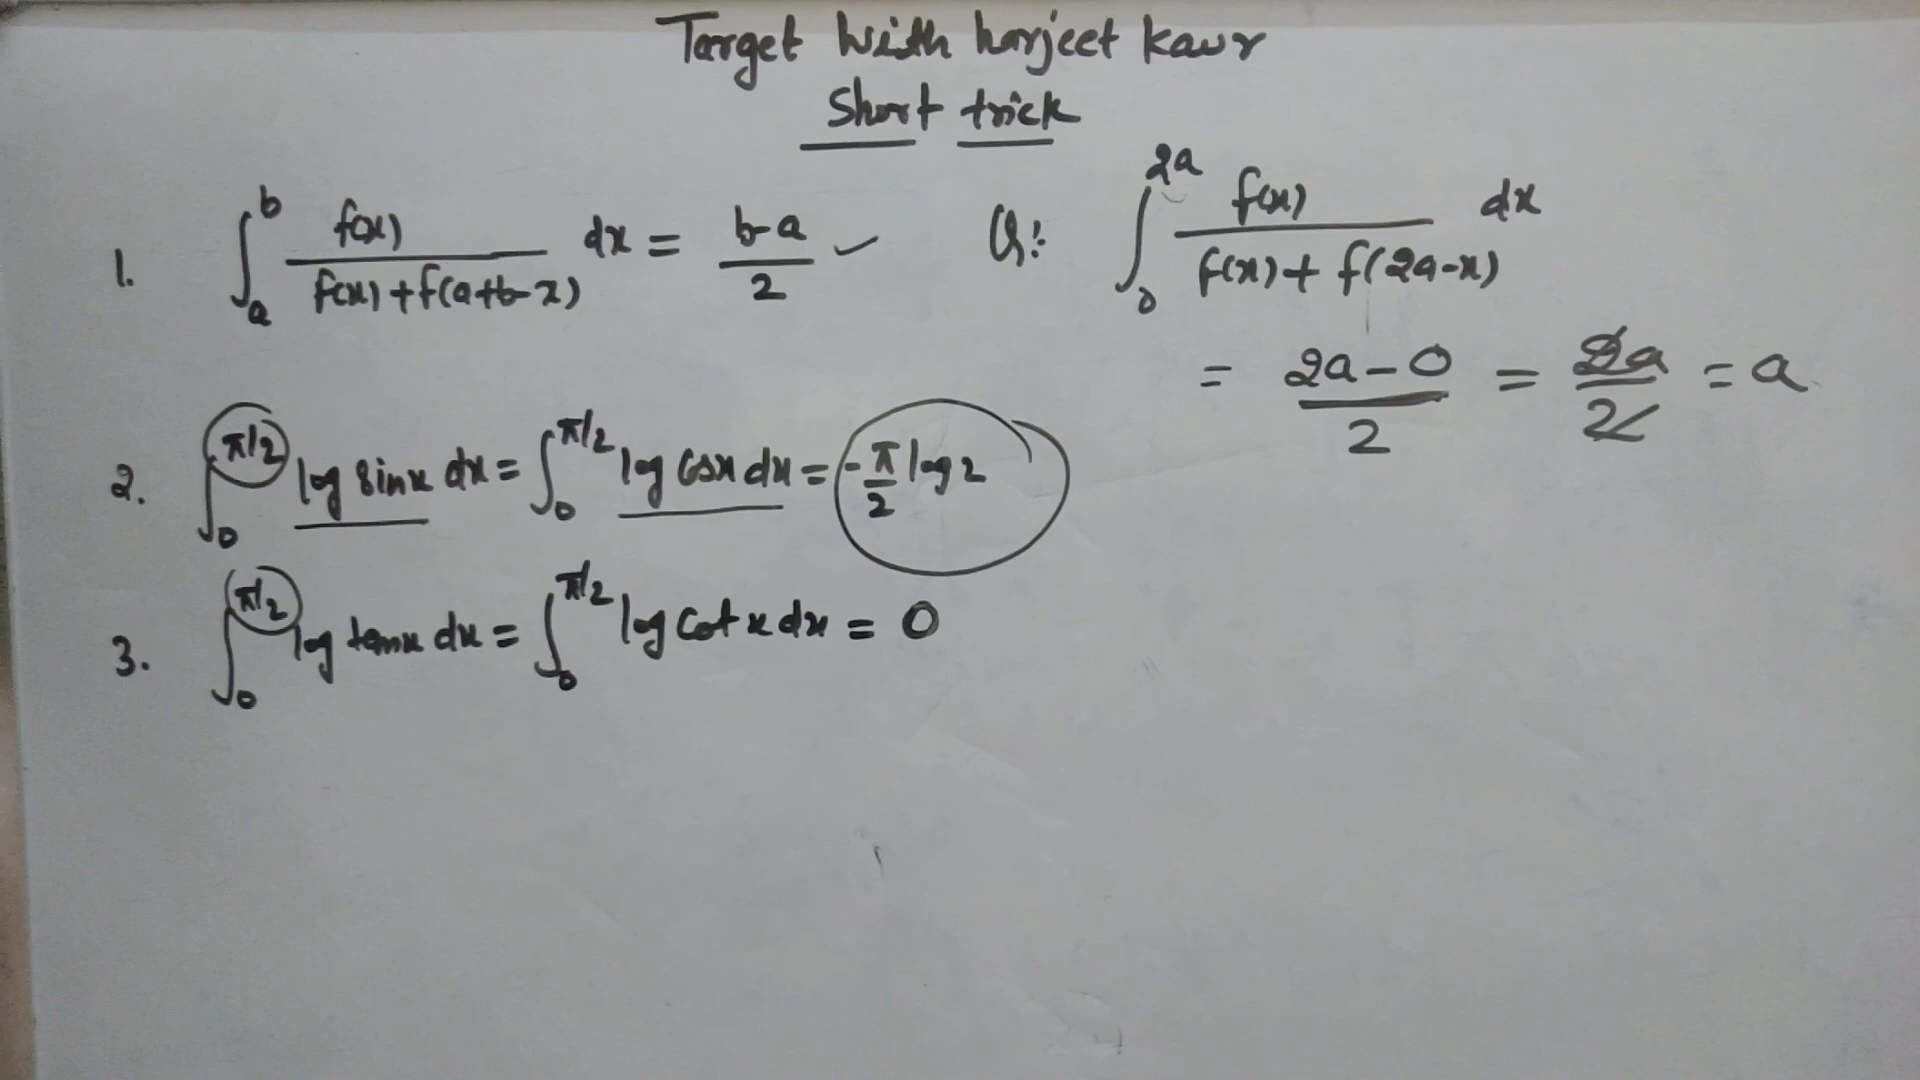 Target with harjeet kaur
Short trick
1. ∫_a^b f(x)/(f(x)+f(a+b-x)) dx = (b-a)/2 ✓
Q:. ∫_0^2a f(x)/(f(x)+f(2a-x)) dx
= (2a-0)/2 = 2a/2 = a
2. ∫_0^π/2 log sinx dx = ∫_0^π/2 log cosx dx = -π/2 log 2
3. ∫_0^π/2 log tanx dx = ∫_0^π/2 log cot x dx = 0